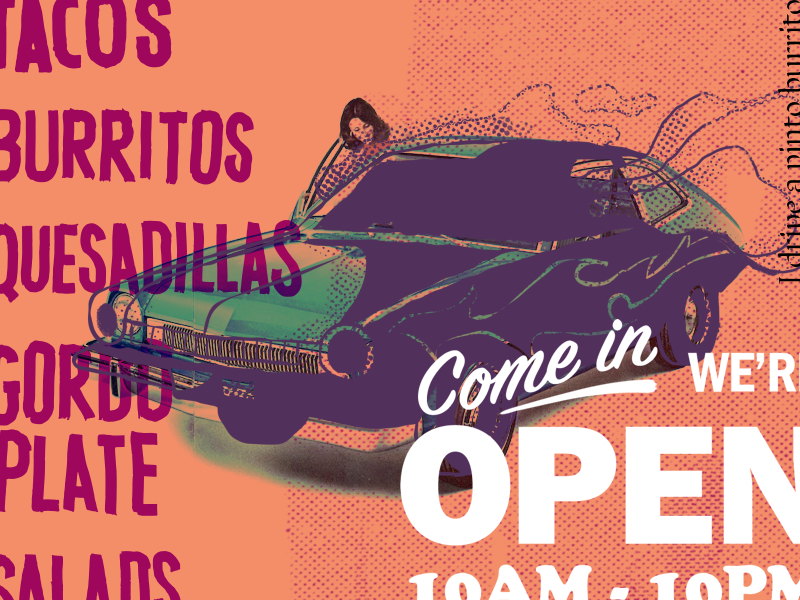 TACOS
BURRITOS
QUESADILLAS
GORDO
PLATE
SALADS
Come in
WE'R
OPEN
10AM - 10PM
I drive a pinto burrito